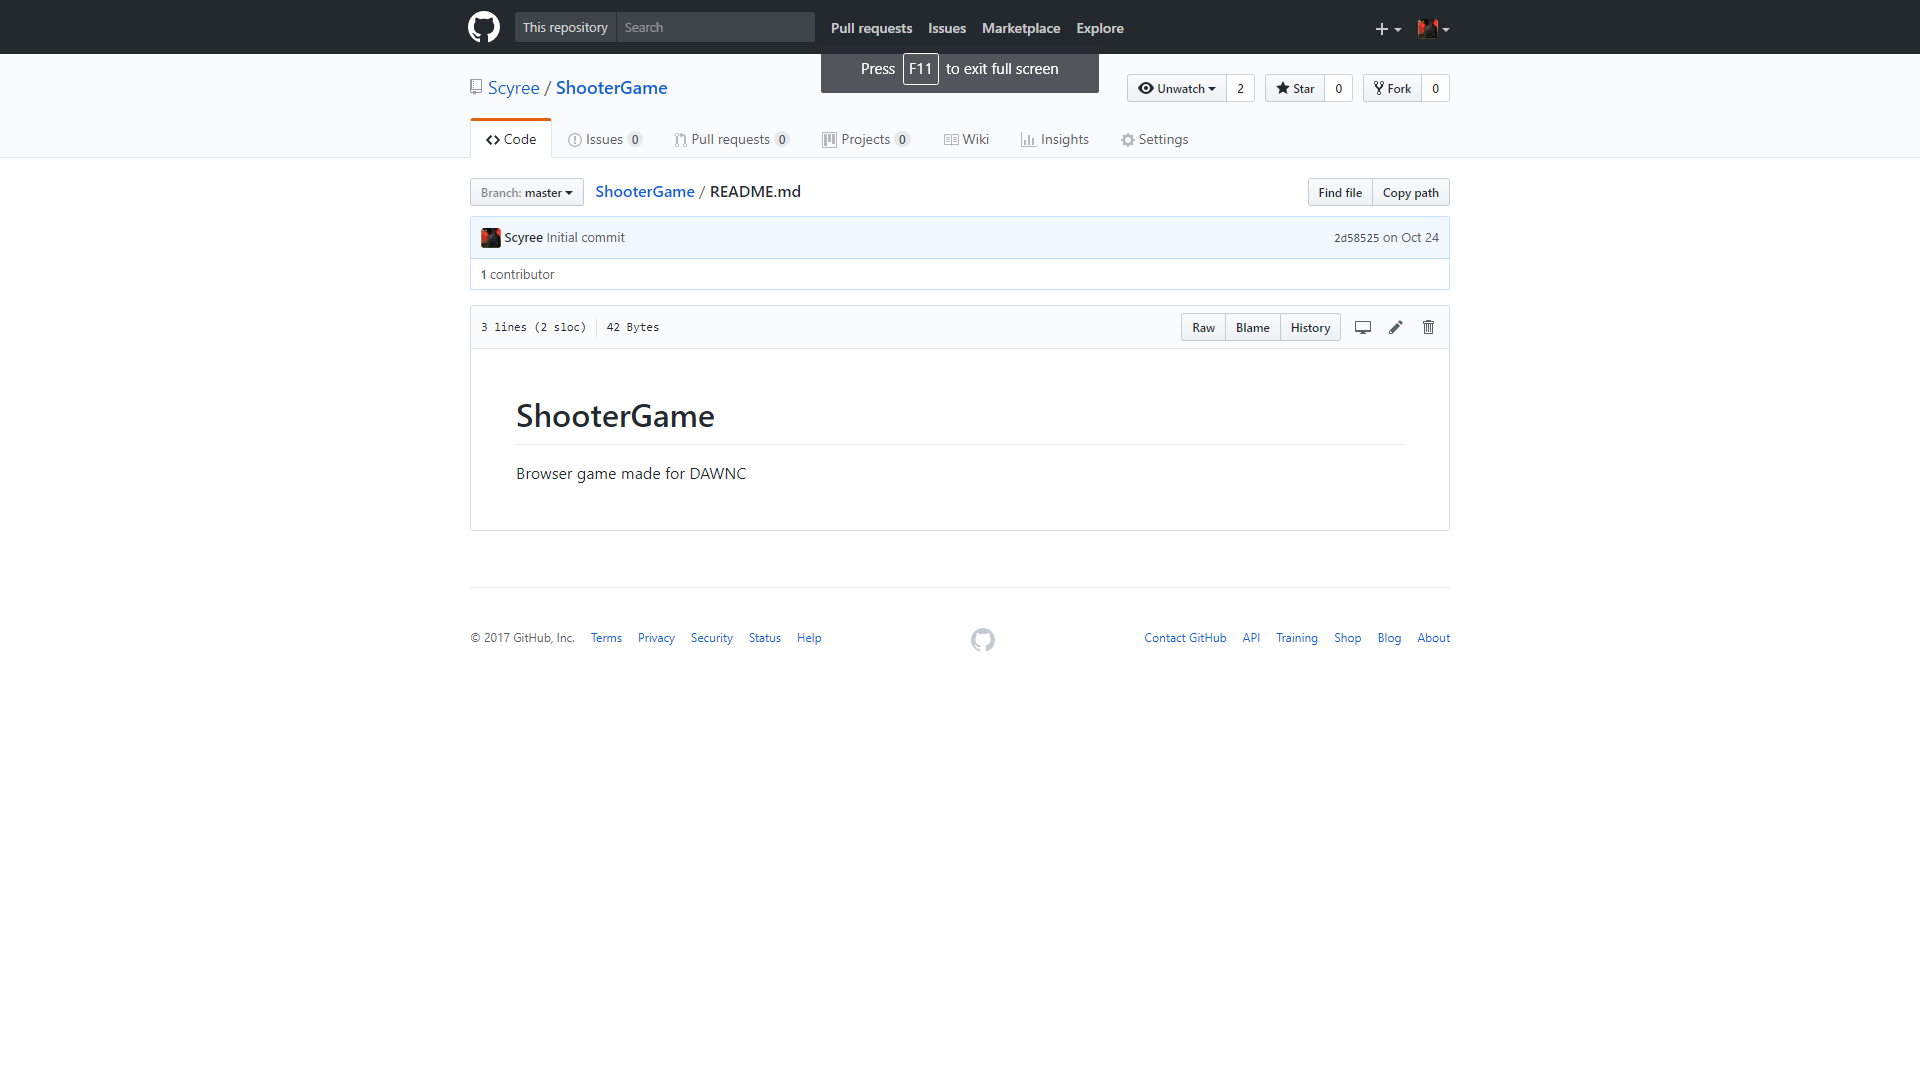 This repository Search Pull requests Issues Marketplace Explore
Press F11 to exit full screen
Scyree / ShooterGame Unwatch 2 Star 0 Fork 0
Code Issues 0 Pull requests 0 Projects 0 Wiki Insights Settings
Branch: master ShooterGame / README.md Find file Copy path
Scyree Initial commit 2d58525 on Oct 24
1 contributor
3 lines (2 sloc) 42 Bytes Raw Blame History
ShooterGame
Browser game made for DAWNC
© 2017 GitHub, Inc. Terms Privacy Security Status Help Contact GitHub API Training Shop Blog About